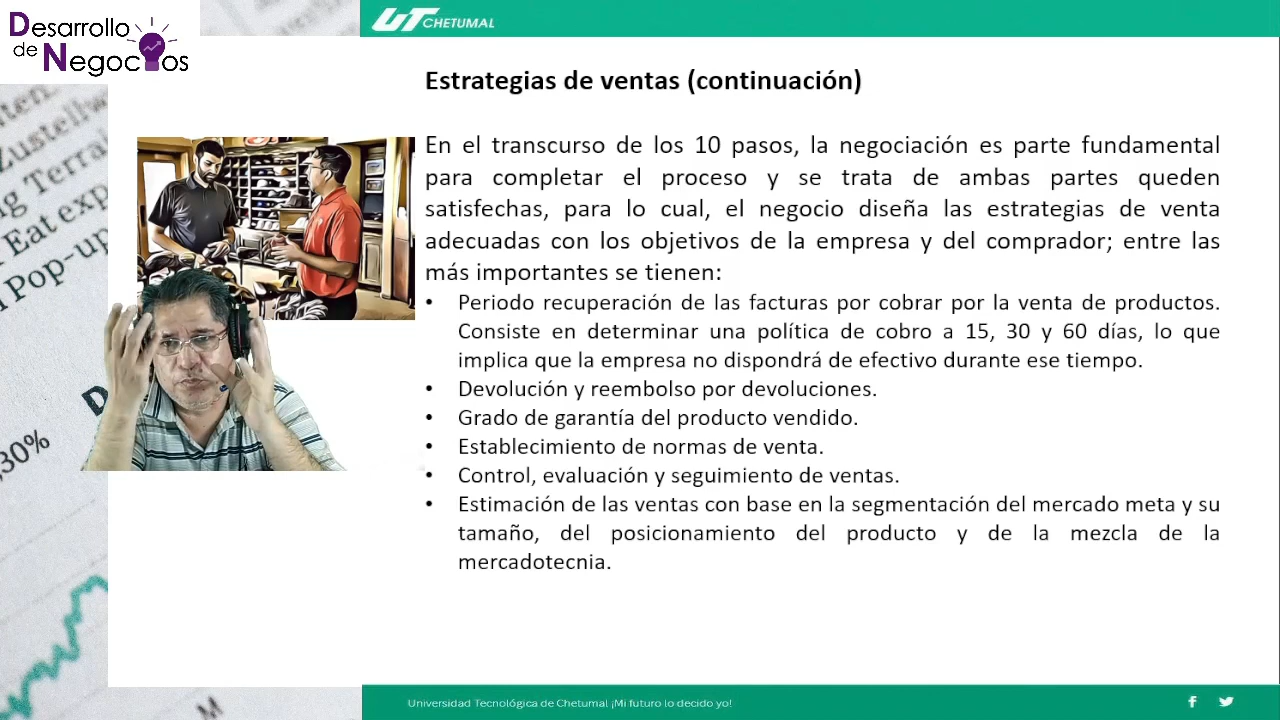 Desarrollo
de
Negocios
UT CHETUMAL
Estrategias de ventas (continuación)
En el transcurso de los 10 pasos, la negociación es parte fundamental
para completar el proceso y se trata de ambas partes queden
satisfechas, para lo cual, el negocio diseña las estrategias de venta
adecuadas con los objetivos de la empresa y del comprador; entre las
más importantes se tienen:
• Periodo recuperación de las facturas por cobrar por la venta de productos.
Consiste en determinar una política de cobro a 15, 30 y 60 días, lo que
implica que la empresa no dispondrá de efectivo durante ese tiempo.
• Devolución y reembolso por devoluciones.
• Grado de garantía del producto vendido.
• Establecimiento de normas de venta.
• Control, evaluación y seguimiento de ventas.
• Estimación de las ventas con base en la segmentación del mercado meta y su
tamaño, del posicionamiento del producto y de la mezcla de la
mercadotecnia.
Eat exp
Pop-up
,30%
M
Universidad Tecnológica de Chetumal ¡Mi futuro lo decido yo!